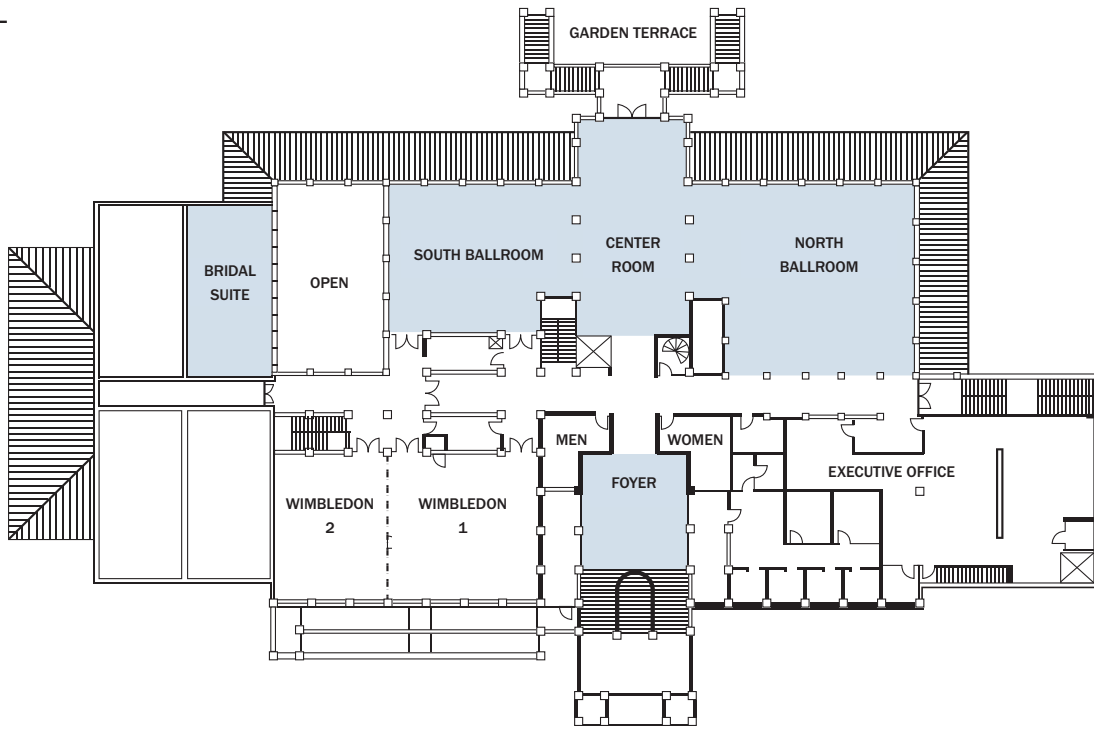 GARDEN TERRACE
SOUTH BALLROOM
CENTER
ROOM
NORTH
BALLROOM
BRIDAL
SUITE
OPEN
MEN
WOMEN
FOYER
EXECUTIVE OFFICE
WIMBLEDON
2
WIMBLEDON
1